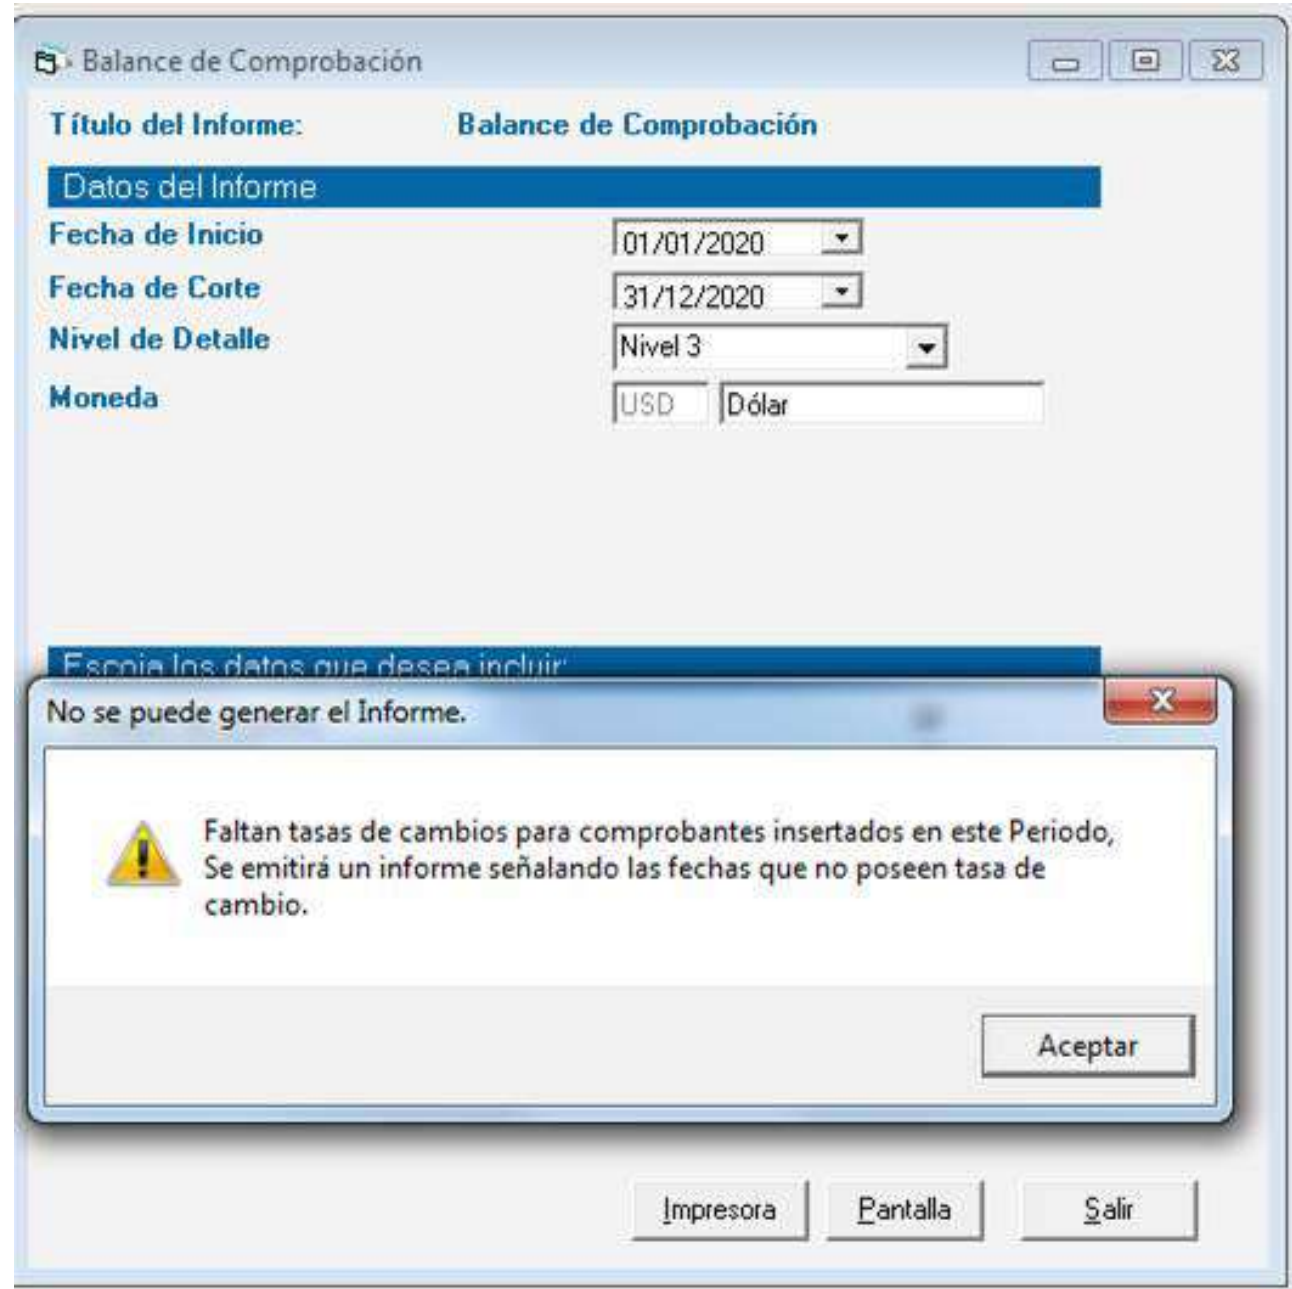 Balance de Comprobación
Título del Informe: Balance de Comprobación
Datos del Informe
Fecha de Inicio 01/01/2020
Fecha de Corte 31/12/2020
Nivel de Detalle Nivel 3
Moneda USD Dólar
Escoja los datos que desea incluir:
No se puede generar el Informe.
Faltan tasas de cambios para comprobantes insertados en este Periodo,
Se emitirá un informe señalando las fechas que no poseen tasa de
cambio.
Aceptar
Impresora Pantalla Salir